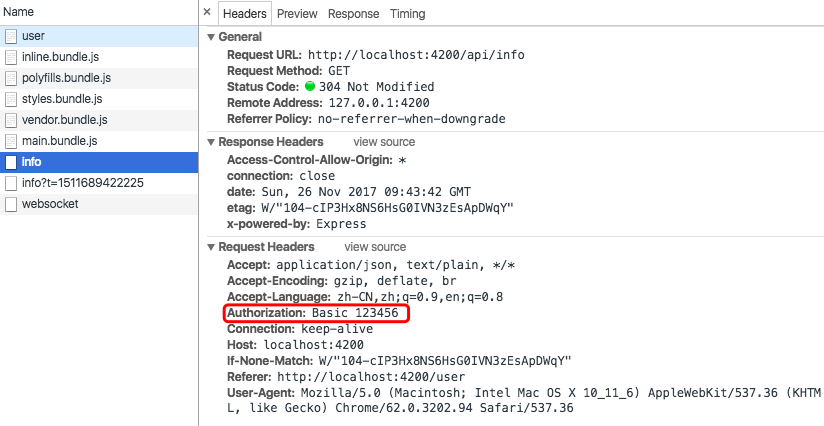 Name
user
inline.bundle.js
polyfills.bundle.js
styles.bundle.js
vendor.bundle.js
main.bundle.js
info
info?t=1511689422225
websocket
× Headers Preview Response Timing
▼ General
Request URL: http://localhost:4200/api/info
Request Method: GET
Status Code: 304 Not Modified
Remote Address: 127.0.0.1:4200
Referrer Policy: no-referrer-when-downgrade
▼ Response Headers view source
Access-Control-Allow-Origin: *
connection: close
date: Sun, 26 Nov 2017 09:43:42 GMT
etag: W/"104-cIP3Hx8NS6HsG0IVN3zEsApDWqY"
x-powered-by: Express
▼ Request Headers view source
Accept: application/json, text/plain, */*
Accept-Encoding: gzip, deflate, br
Accept-Language: zh-CN,zh;q=0.9,en;q=0.8
Authorization: Basic 123456
Connection: keep-alive
Host: localhost:4200
If-None-Match: W/"104-cIP3Hx8NS6HsG0IVN3zEsApDWqY"
Referer: http://localhost:4200/user
User-Agent: Mozilla/5.0 (Macintosh; Intel Mac OS X 10_11_6) AppleWebKit/537.36 (KHTM
L, like Gecko) Chrome/62.0.3202.94 Safari/537.36